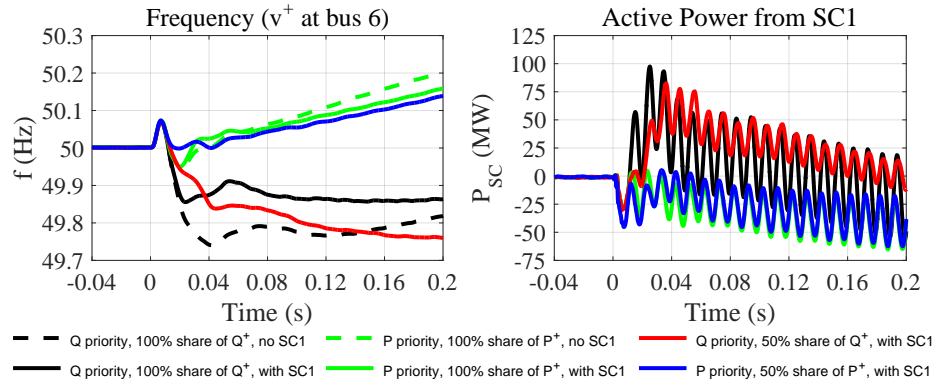 Frequency (v+ at bus 6)
f (Hz)
50.3
50.2
50.1
50
49.9
49.8
49.7
-0.04 0 0.04 0.08 0.12 0.16 0.2
Time (s)
Active Power from SC1
PSC (MW)
100
75
50
25
0
-25
-50
-75
-0.04 0 0.04 0.08 0.12 0.16 0.2
Time (s)
Q priority, 100% share of Q+, no SC1
P priority, 100% share of P+, no SC1
Q priority, 50% share of Q+, with SC1
Q priority, 100% share of Q+, with SC1
P priority, 100% share of P+, with SC1
P priority, 50% share of P+, with SC1